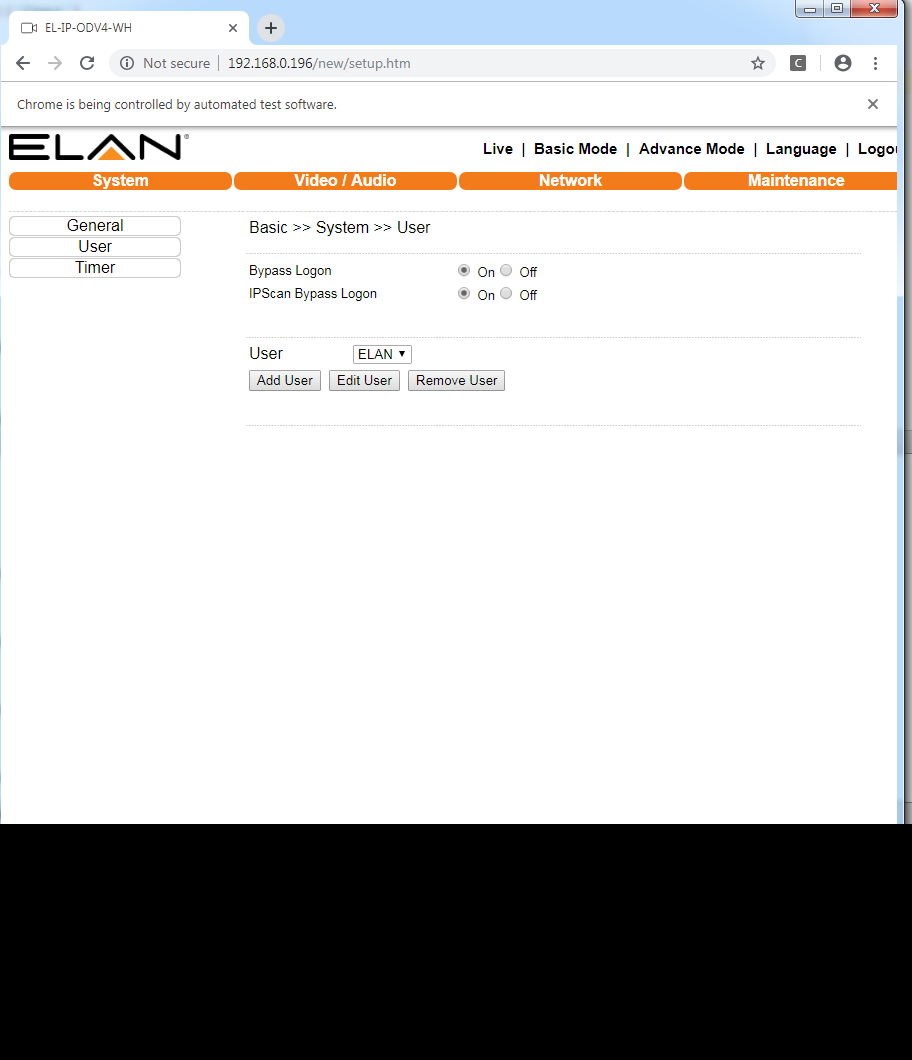 EL-IP-ODV4-WH
Not secure | 192.168.0.196/new/setup.htm
Chrome is being controlled by automated test software.
ELAN®
Live | Basic Mode | Advance Mode | Language | Logou
System Video / Audio Network Maintenance
General
User
Timer
Basic >> System >> User
Bypass Logon On Off
IPScan Bypass Logon On Off
User ELAN
Add User Edit User Remove User